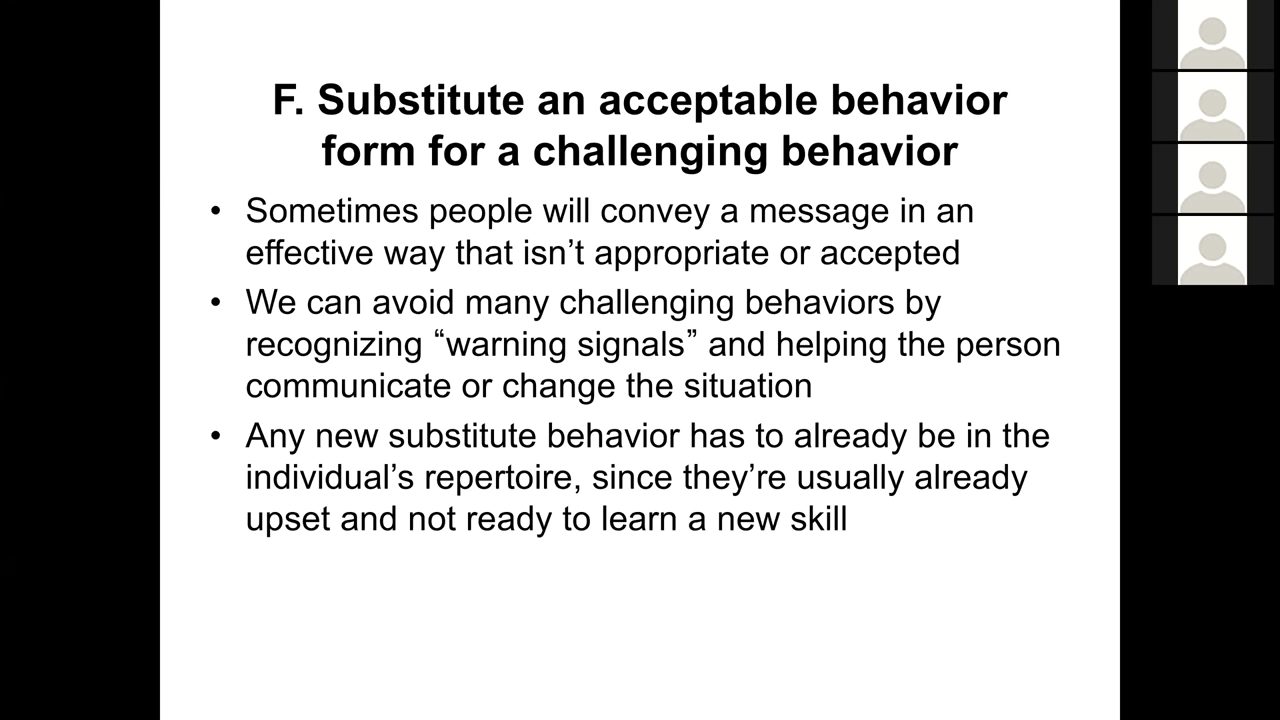 F. Substitute an acceptable behavior
form for a challenging behavior
• Sometimes people will convey a message in an
effective way that isn’t appropriate or accepted
• We can avoid many challenging behaviors by
recognizing “warning signals” and helping the person
communicate or change the situation
• Any new substitute behavior has to already be in the
individual’s repertoire, since they’re usually already
upset and not ready to learn a new skill